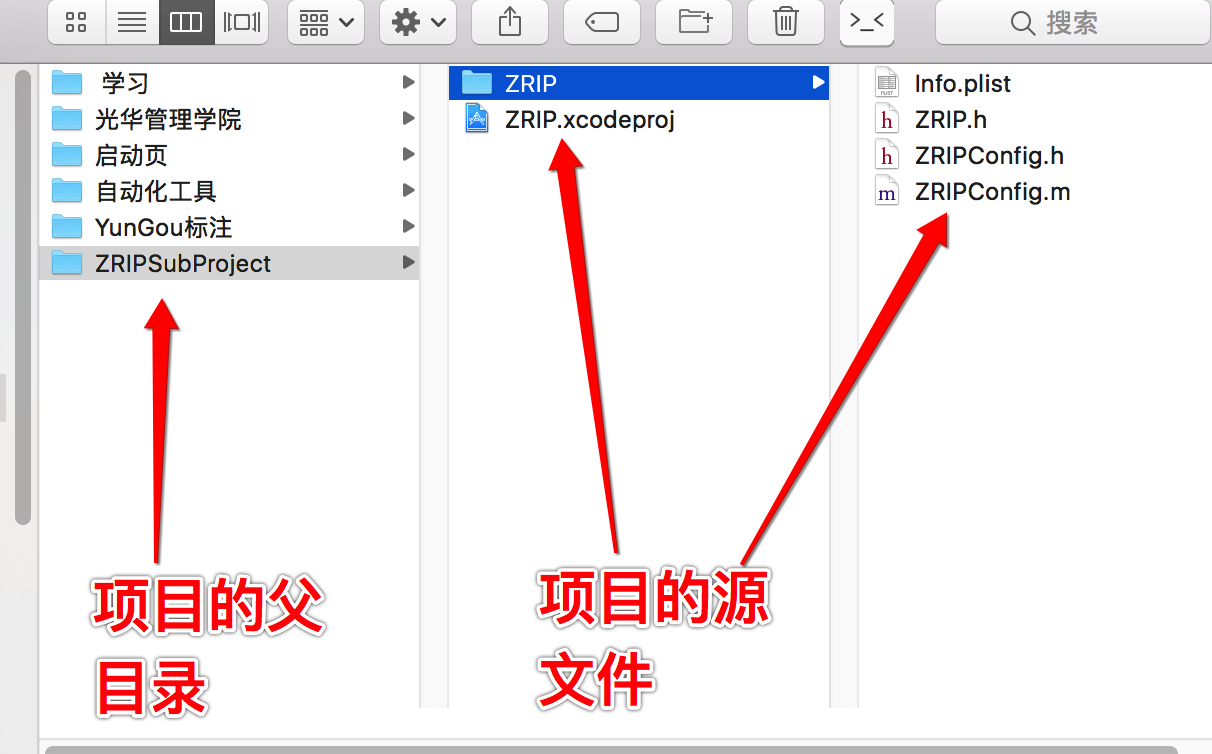 搜索
学习
光华管理学院
启动页
自动化工具
YunGou标注
ZRIPSubProject
ZRIP
ZRIP.xcodeproj
Info.plist
ZRIP.h
ZRIPConfig.h
ZRIPConfig.m
项目的父
目录
项目的源
文件